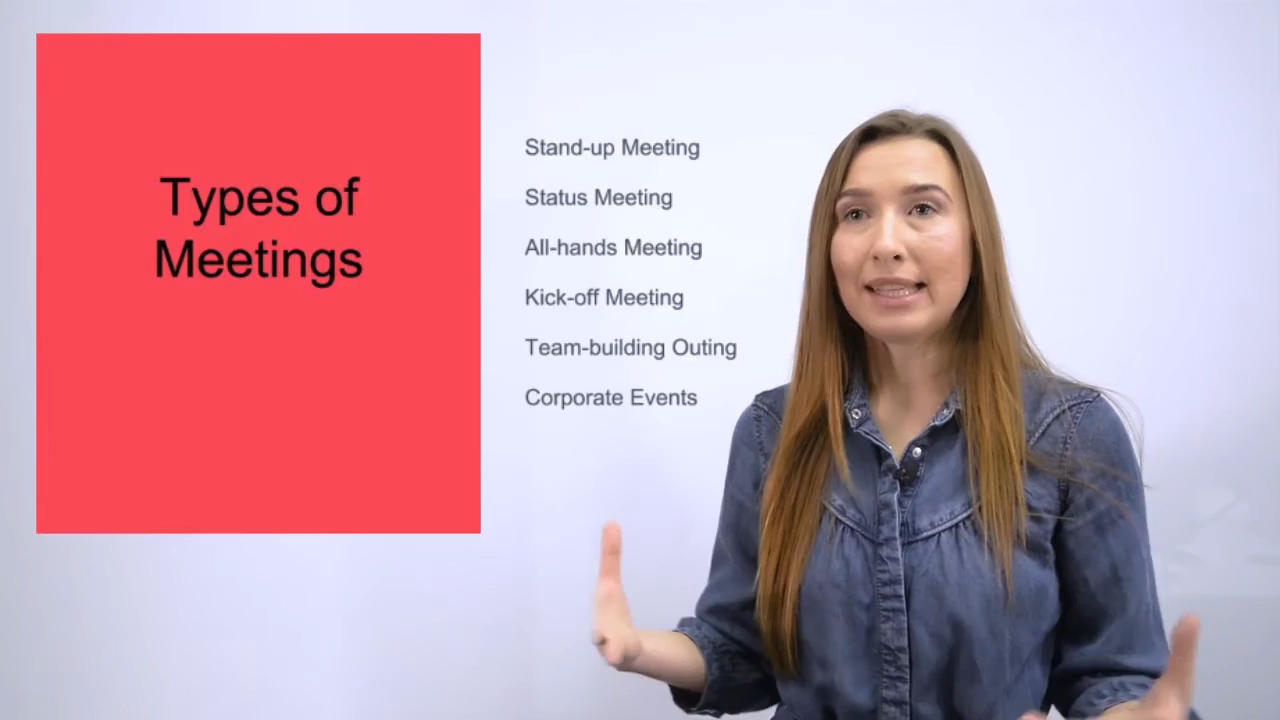 Types of
Meetings
Stand-up Meeting
Status Meeting
All-hands Meeting
Kick-off Meeting
Team-building Outing
Corporate Events